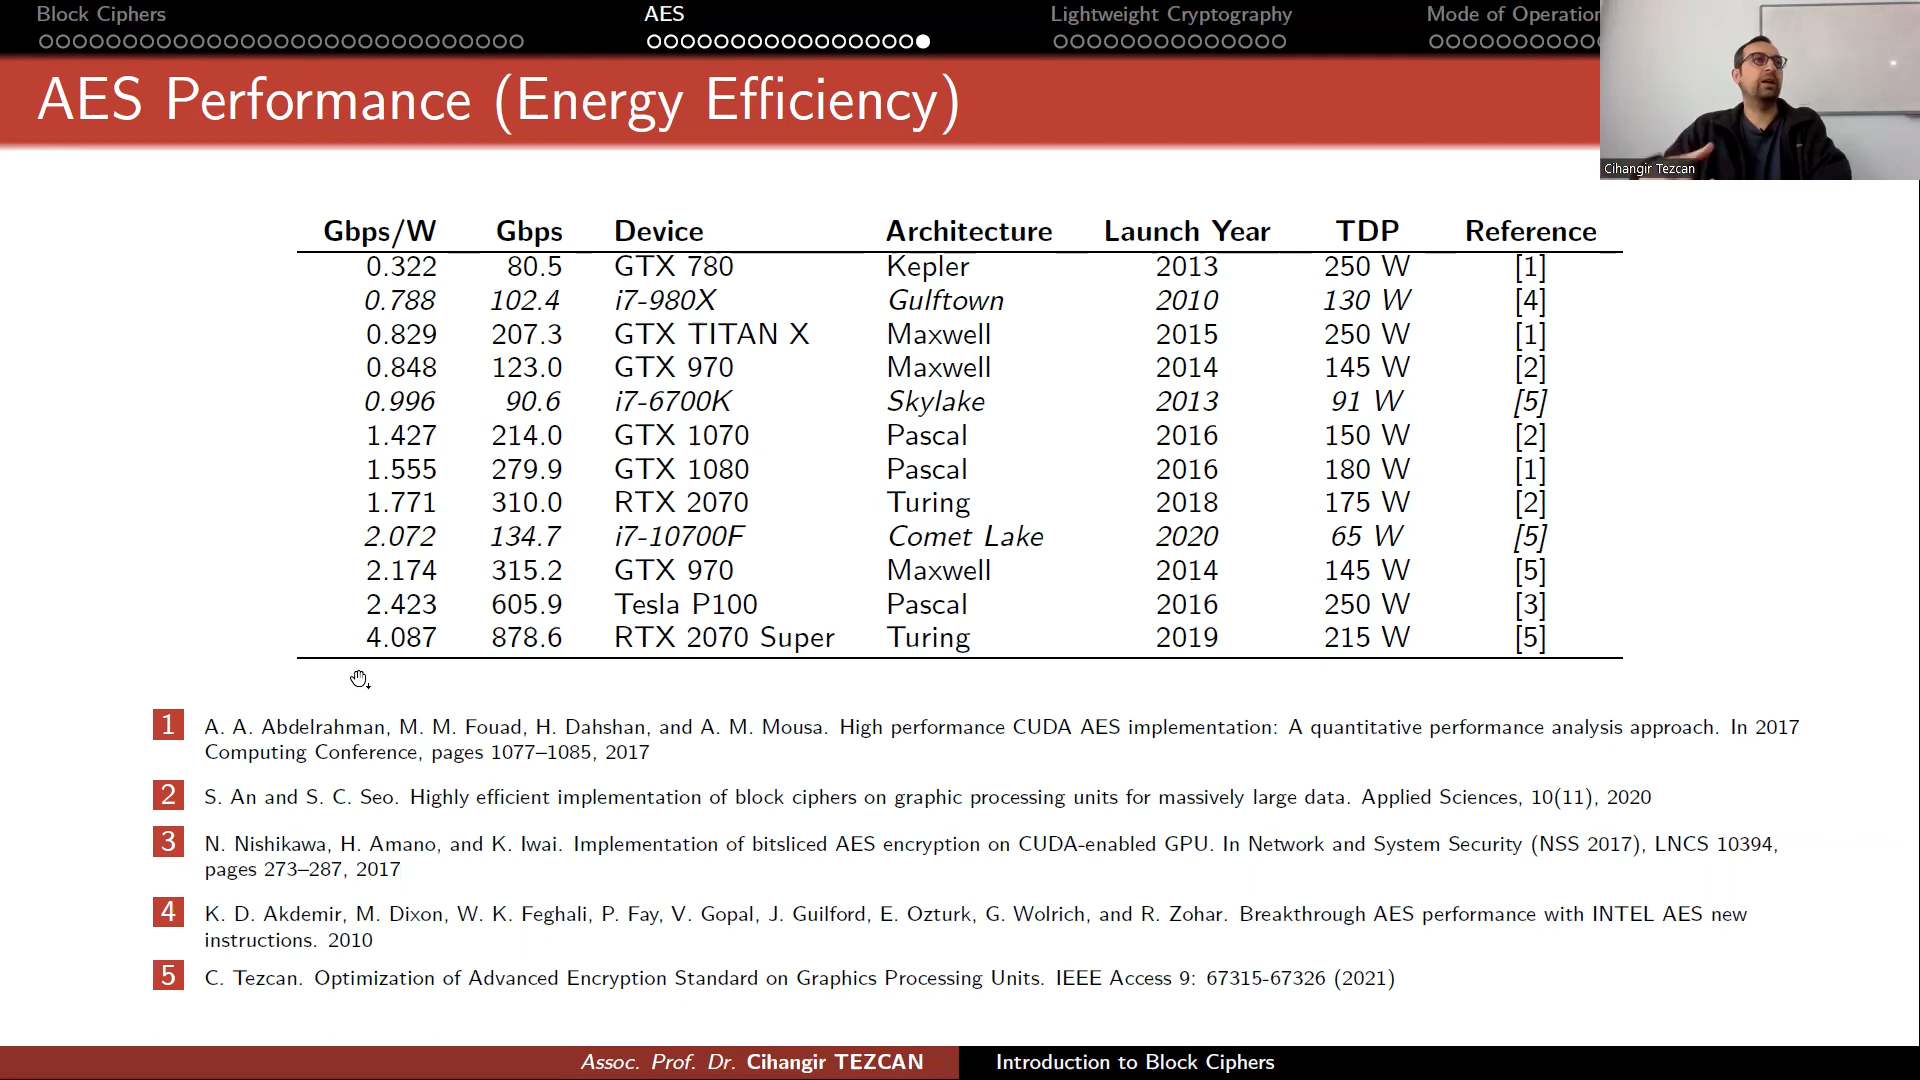 Block Ciphers
AES
Lightweight Cryptography
Mode of Operation
AES Performance (Energy Efficiency)
Cihangir Tezcan
Gbps/W Gbps Device Architecture Launch Year TDP Reference
0.322 80.5 GTX 780 Kepler 2013 250 W [1]
0.788 102.4 i7-980X Gulftown 2010 130 W [4]
0.829 207.3 GTX TITAN X Maxwell 2015 250 W [1]
0.848 123.0 GTX 970 Maxwell 2014 145 W [2]
0.996 90.6 i7-6700K Skylake 2013 91 W [5]
1.427 214.0 GTX 1070 Pascal 2016 150 W [2]
1.555 279.9 GTX 1080 Pascal 2016 180 W [1]
1.771 310.0 RTX 2070 Turing 2018 175 W [2]
2.072 134.7 i7-10700F Comet Lake 2020 65 W [5]
2.174 315.2 GTX 970 Maxwell 2014 145 W [5]
2.423 605.9 Tesla P100 Pascal 2016 250 W [3]
4.087 878.6 RTX 2070 Super Turing 2019 215 W [5]
1 A. A. Abdelrahman, M. M. Fouad, H. Dahshan, and A. M. Mousa. High performance CUDA AES implementation: A quantitative performance analysis approach. In 2017
Computing Conference, pages 1077–1085, 2017
2 S. An and S. C. Seo. Highly efficient implementation of block ciphers on graphic processing units for massively large data. Applied Sciences, 10(11), 2020
3 N. Nishikawa, H. Amano, and K. Iwai. Implementation of bitsliced AES encryption on CUDA-enabled GPU. In Network and System Security (NSS 2017), LNCS 10394,
pages 273–287, 2017
4 K. D. Akdemir, M. Dixon, W. K. Feghali, P. Fay, V. Gopal, J. Guilford, E. Ozturk, G. Wolrich, and R. Zohar. Breakthrough AES performance with INTEL AES new
instructions. 2010
5 C. Tezcan. Optimization of Advanced Encryption Standard on Graphics Processing Units. IEEE Access 9: 67315-67326 (2021)
Assoc. Prof. Dr. Cihangir TEZCAN
Introduction to Block Ciphers